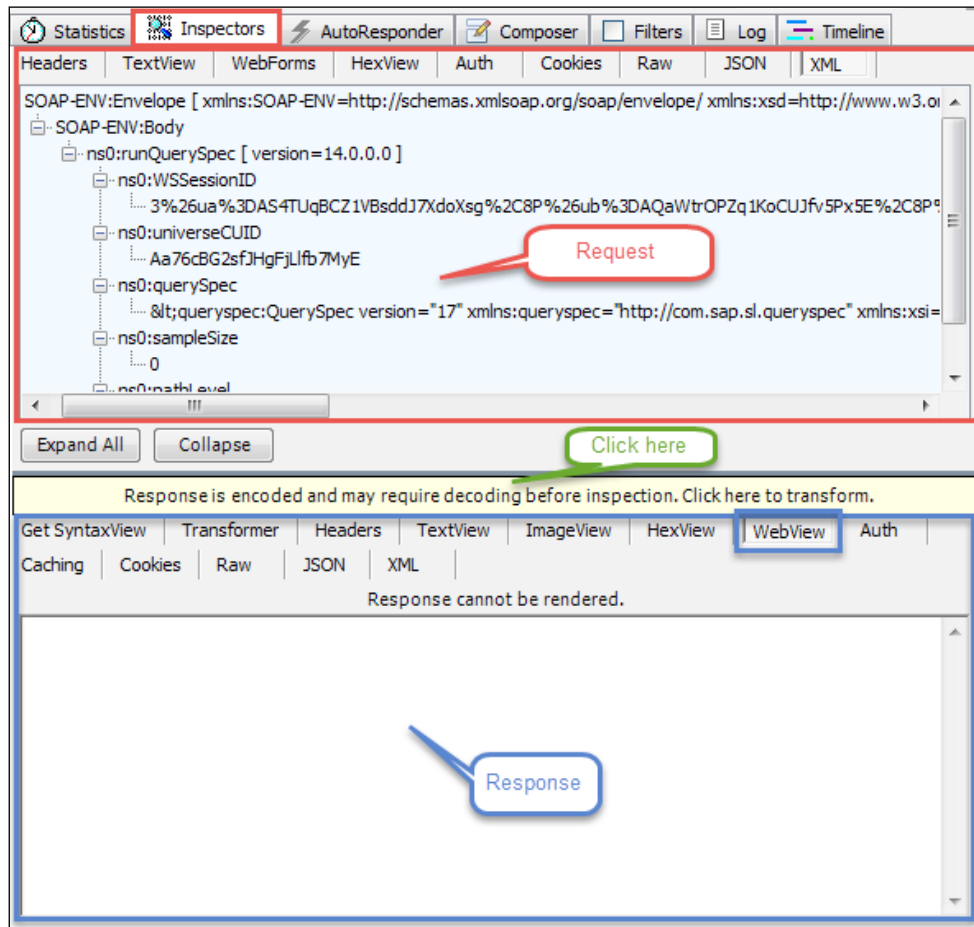 Statistics Inspectors AutoResponder Composer Filters Log Timeline
Headers TextView WebForms HexView Auth Cookies Raw JSON XML
SOAP-ENV:Envelope [ xmlns:SOAP-ENV=http://schemas.xmlsoap.org/soap/envelope/ xmlns:xsd=http://www.w3.or
SOAP-ENV:Body
ns0:runQuerySpec [ version=14.0.0.0 ]
ns0:WSSessionID
3%26ua%3DAS4TUqBCZ1VBsddJ7XdoXsg%2C8P%26ub%3DAQaWtrOPZq1KoCUJfv5Px5E%2C8P%
ns0:universeCUID
Aa76cBG2sfJHgFjLlfb7MyE
Request
ns0:querySpec
&lt;queryspec:QuerySpec version="17" xmlns:queryspec="http://com.sap.sl.queryspec" xmlns:xsi=
ns0:sampleSize
0
ns0:pathLevel
Expand All Collapse
Click here
Response is encoded and may require decoding before inspection. Click here to transform.
Get SyntaxView Transformer Headers TextView ImageView HexView WebView Auth
Caching Cookies Raw JSON XML
Response cannot be rendered.
Response